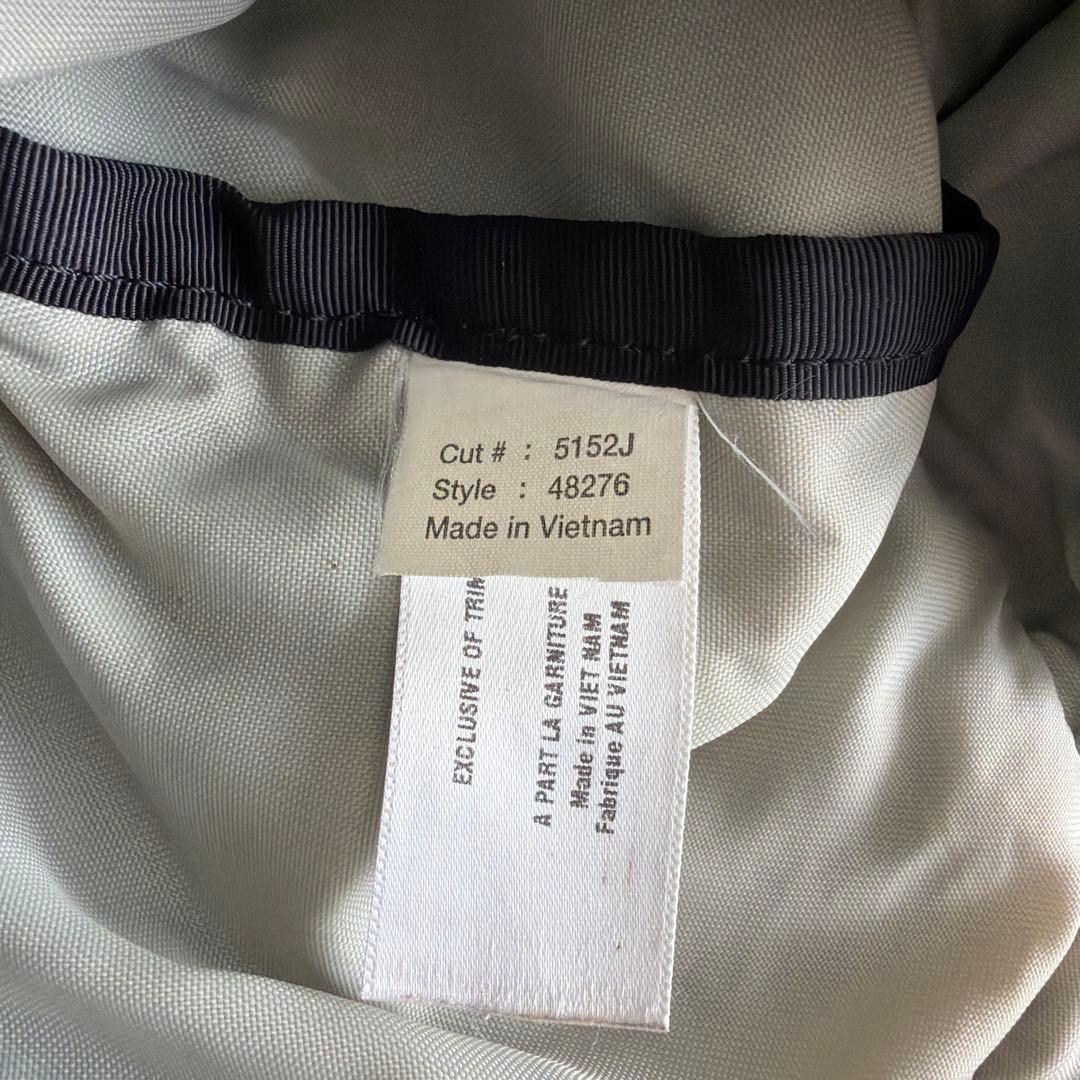 Cut # : 5152J
Style : 48276
Made in Vietnam
EXCLUSIVE OF TRIM
A PART LA GARNITURE
Made in VIET NAM
Fabrique AU VIETNAM